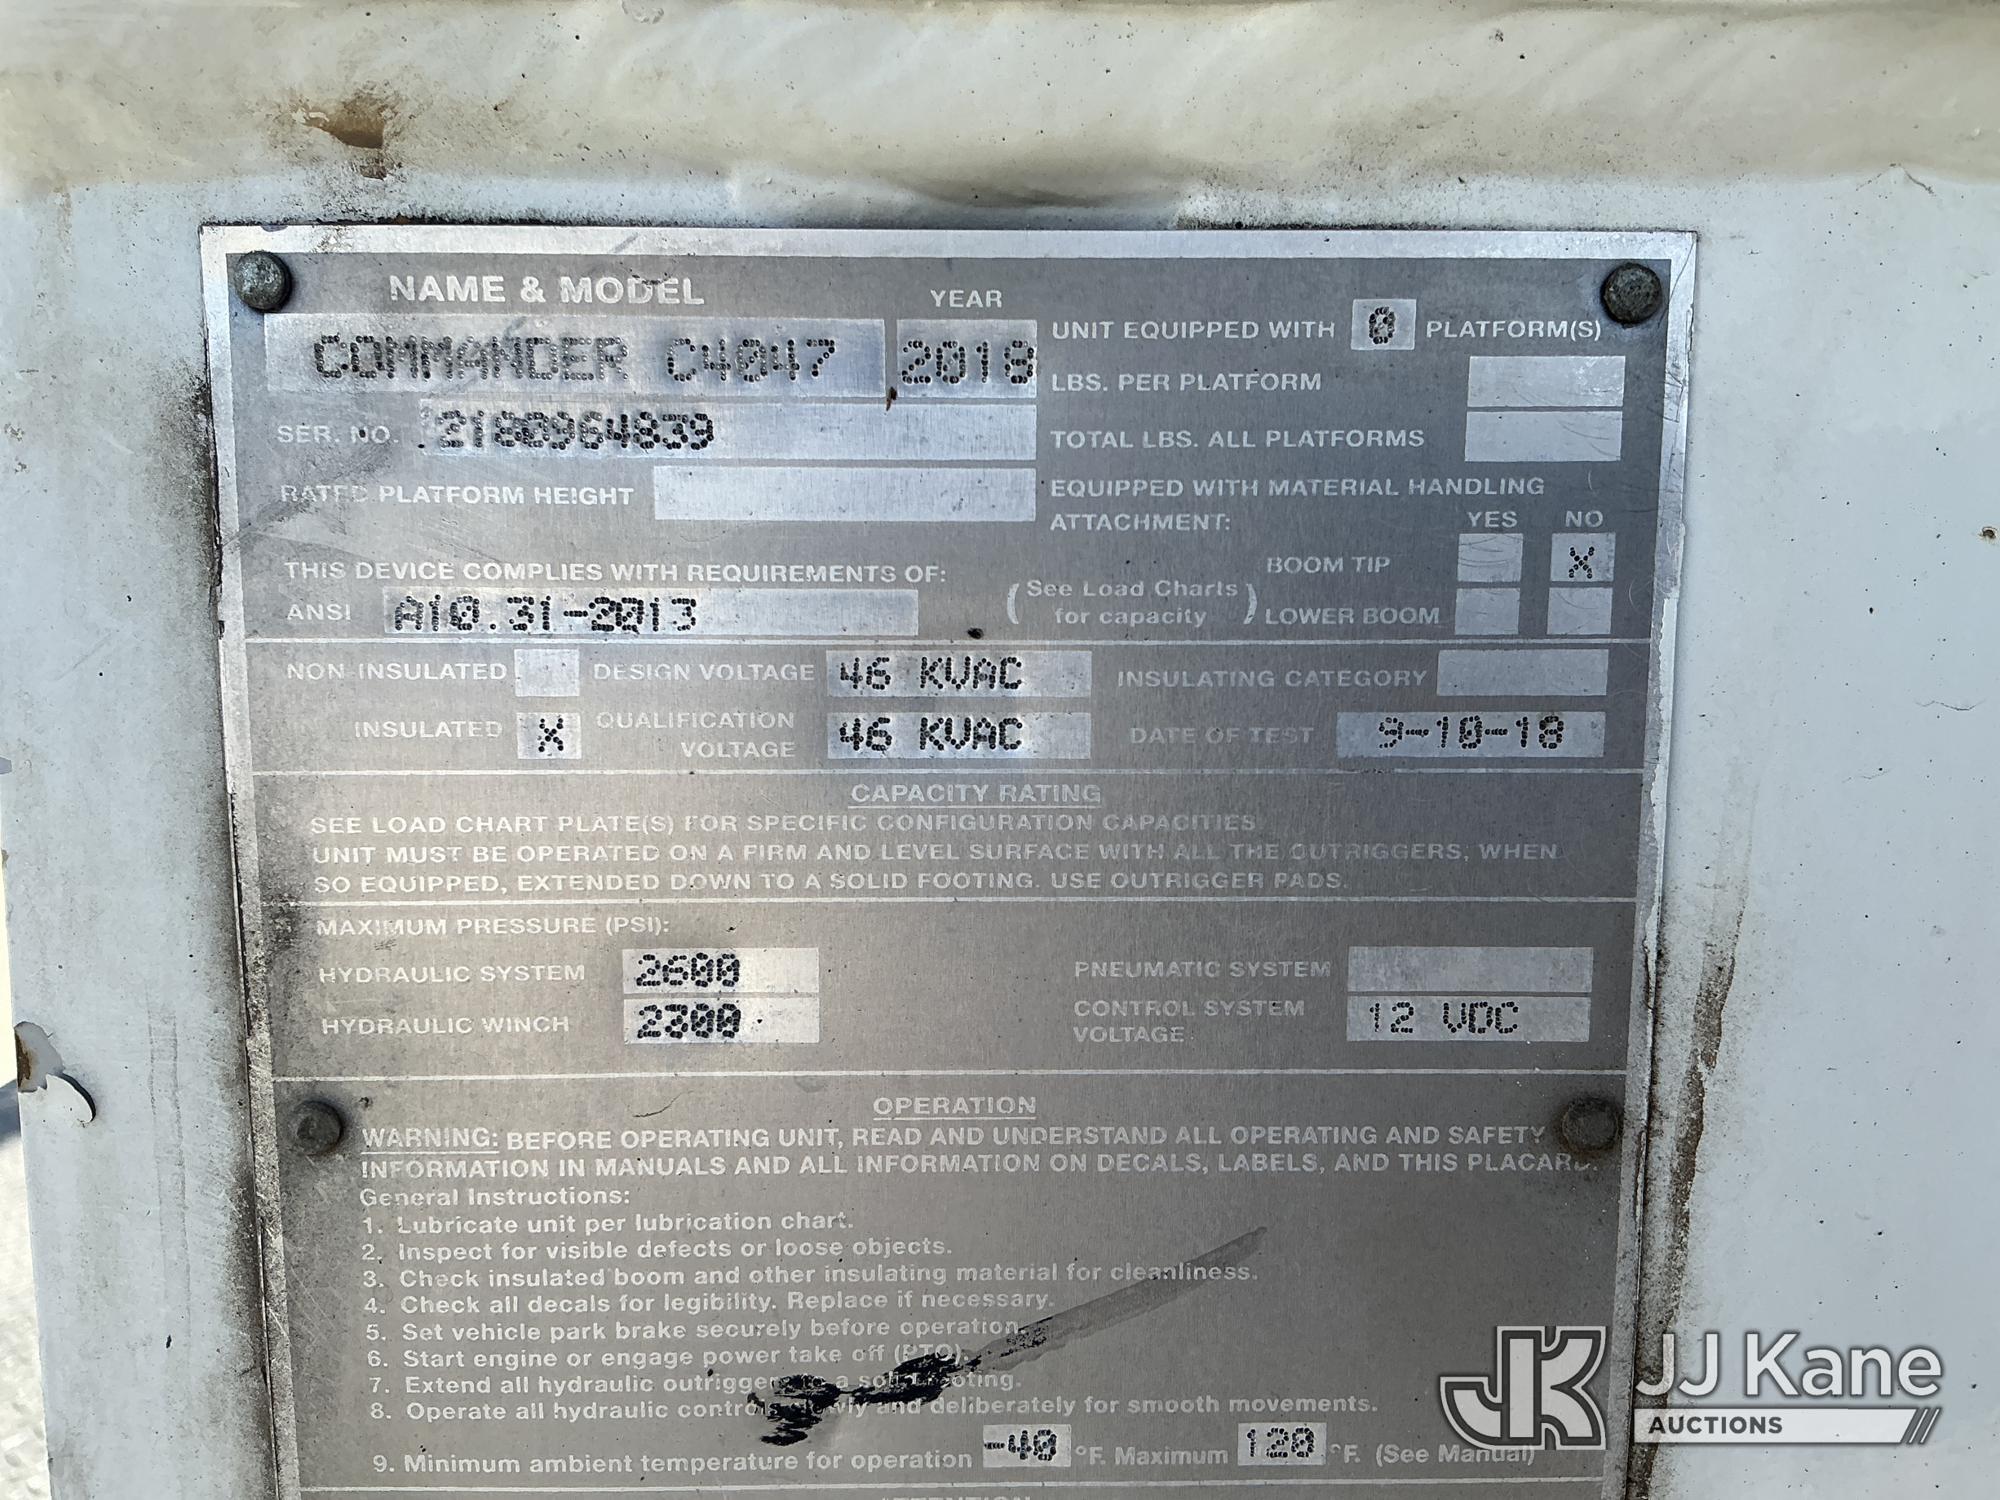 NAME & MODEL
YEAR
COMMANDER C4047
2018
UNIT EQUIPPED WITH 0 PLATFORM(S)
LBS. PER PLATFORM
SER. NO. 2180964839
TOTAL LBS. ALL PLATFORMS
RATED PLATFORM HEIGHT
EQUIPPED WITH MATERIAL HANDLING
ATTACHMENT:
YES NO
THIS DEVICE COMPLIES WITH REQUIREMENTS OF:
ANSI A10.31-2013
(See Load Charts
for capacity)
BOOM TIP X
LOWER BOOM
NON INSULATED
DESIGN VOLTAGE 46 KVAC
INSULATING CATEGORY
INSULATED X
QUALIFICATION
VOLTAGE 46 KVAC
DATE OF TEST 9-10-18
CAPACITY RATING
SEE LOAD CHART PLATE(S) FOR SPECIFIC CONFIGURATION CAPACITIES
UNIT MUST BE OPERATED ON A FIRM AND LEVEL SURFACE WITH ALL THE OUTRIGGERS, WHEN
SO EQUIPPED, EXTENDED DOWN TO A SOLID FOOTING. USE OUTRIGGER PADS.
MAXIMUM PRESSURE (PSI):
HYDRAULIC SYSTEM 2600
PNEUMATIC SYSTEM
HYDRAULIC WINCH 2300
CONTROL SYSTEM
VOLTAGE 12 VDC
OPERATION
WARNING: BEFORE OPERATING UNIT, READ AND UNDERSTAND ALL OPERATING AND SAFETY
INFORMATION IN MANUALS AND ALL INFORMATION ON DECALS, LABELS, AND THIS PLACARD.
General Instructions:
1. Lubricate unit per lubrication chart.
2. Inspect for visible defects or loose objects.
3. Check insulated boom and other insulating material for cleanliness.
4. Check all decals for legibility. Replace if necessary.
5. Set vehicle park brake securely before operation.
6. Start engine or engage power take off (PTO).
7. Extend all hydraulic outriggers to a solid footing.
8. Operate all hydraulic controls slowly and deliberately for smooth movements.
9. Minimum ambient temperature for operation -40 °F. Maximum 120 °F. (See Manual)
JJ Kane
AUCTIONS